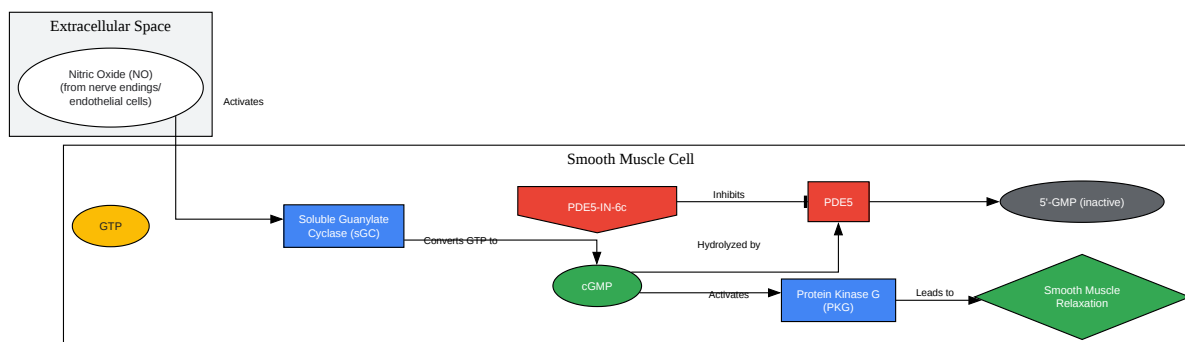 Extracellular Space
Nitric Oxide (NO)
(from nerve endings/
endothelial cells)
Activates
Smooth Muscle Cell
GTP
Soluble Guanylate
Cyclase (sGC)
Converts GTP to
PDE5-IN-6c
Inhibits
PDE5
5'-GMP (inactive)
Hydrolyzed by
cGMP
Activates
Protein Kinase G
(PKG)
Leads to
Smooth Muscle
Relaxation